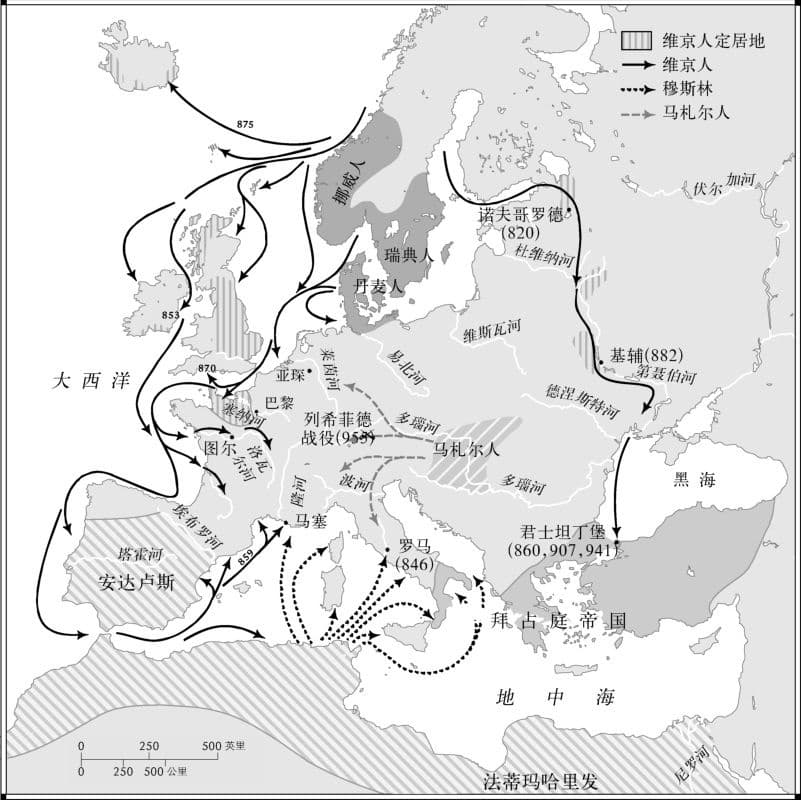 维京人定居地
维京人
穆斯林
马札尔人
875
挪威人
伏尔加河
诺夫哥罗德
(820)
瑞典人
杜维纳河
丹麦人
853
维斯瓦河
大西洋
870
亚琛
莱茵河
易北河
基辅(882)
第聂伯河
塞纳河
巴黎
列希菲德
战役(955)
多瑙河
德涅斯特河
图尔
洛瓦
尔河
马札尔人
多瑙河
黑海
波河
隆河
埃布罗河
马塞
君士坦丁堡
(860,907,941)
塔霍河
安达卢斯
859
罗马
(846)
拜占庭帝国
地中海
0 250 500 英里
0 250 500 公里
法蒂玛哈里发
尼罗河